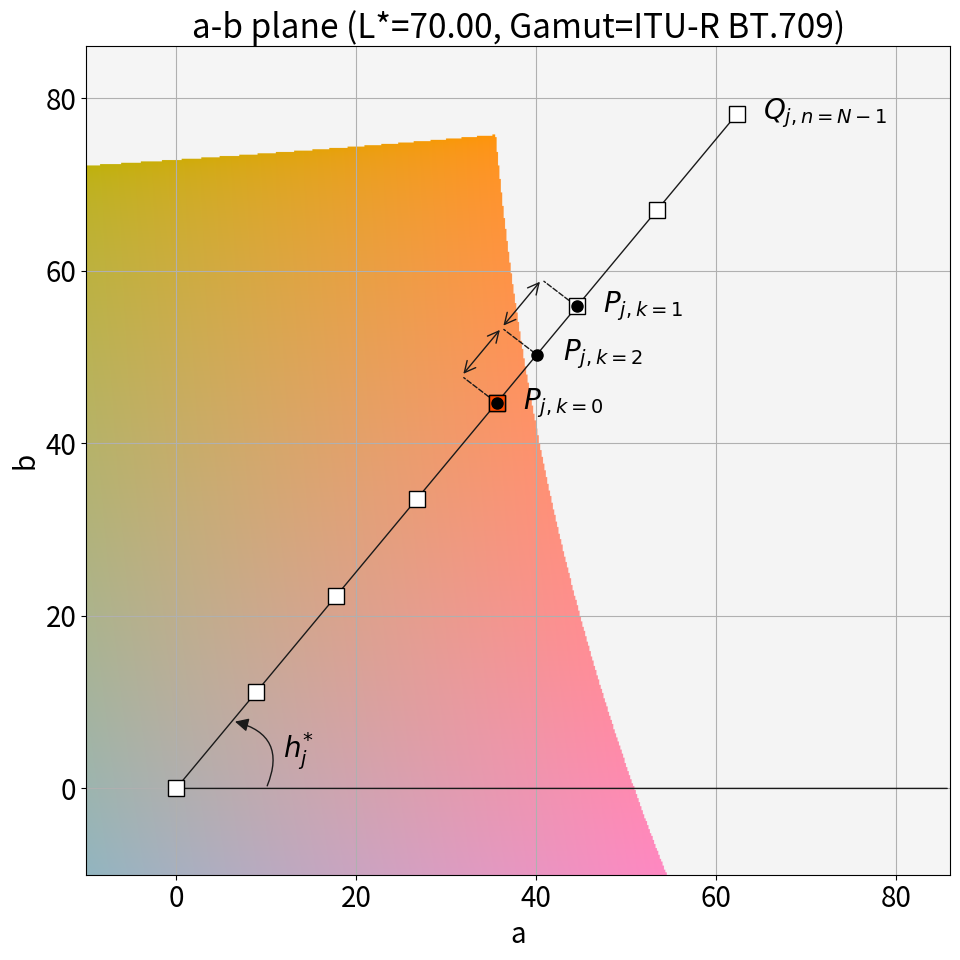 a-b plane (L*=70.00, Gamut=ITU-R BT.709)
80
Q_{j, n=N−1}
60
P_{j, k=1}
P_{j, k=2}
P_{j, k=0}
40
b
20
h_j^*
0
0 20 40 60 80
a